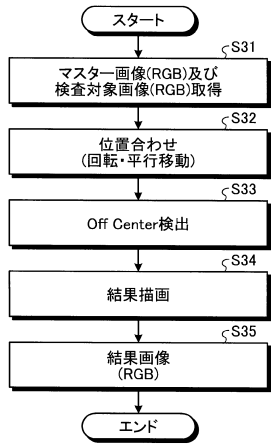 スタート
S31
マスター画像(RGB)及び
検査対象画像(RGB)取得
S32
位置合わせ
(回転・平行移動)
S33
Off Center検出
S34
結果描画
S35
結果画像
(RGB)
エンド